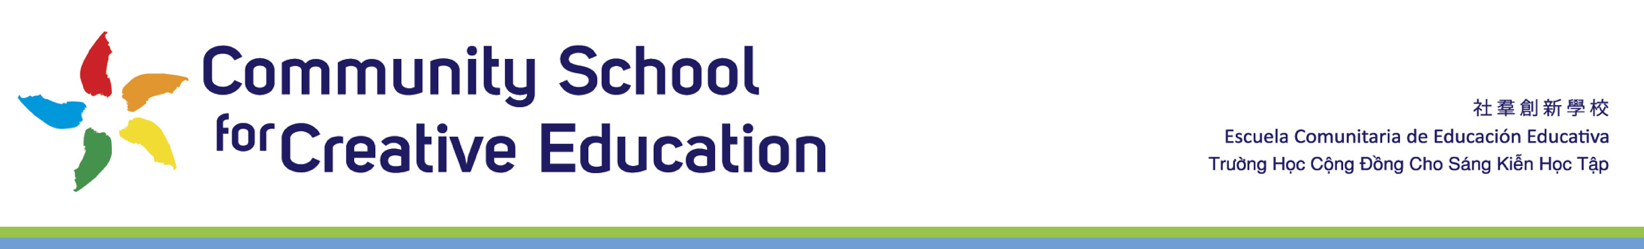 Community School
for Creative Education
社羣創新學校
Escuela Comunitaria de Educación Educativa
Trường Học Cộng Đồng Cho Sáng Kiễn Học Tập